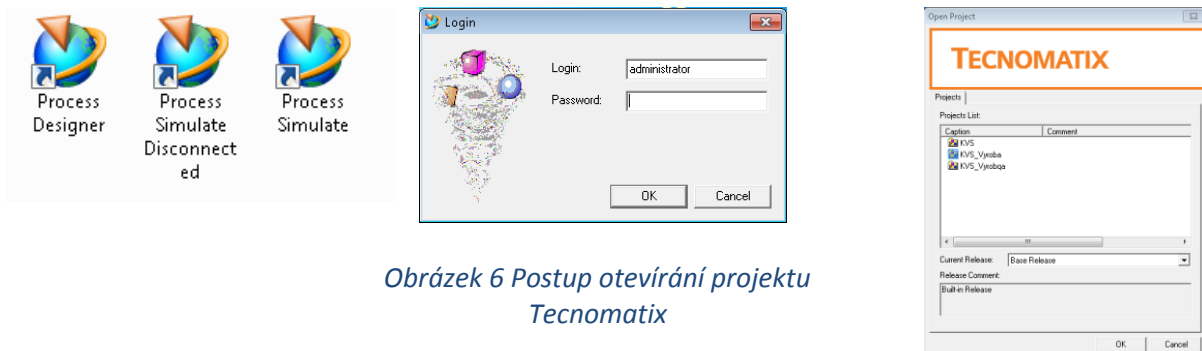 Process
Designer
Process
Simulate
Disconnect
ed
Process
Simulate
Login
Login:
administrator
Password:
OK
Cancel
Open Project
TECNOMATIX
Projects
Projects List:
Caption
Comment
KVS
KVS_Vyroba
KVS_Vyrobqa
Current Release:
Base Release
Release Comment:
Built-in Release
OK
Cancel
Obrázek 6 Postup otevírání projektu
Tecnomatix